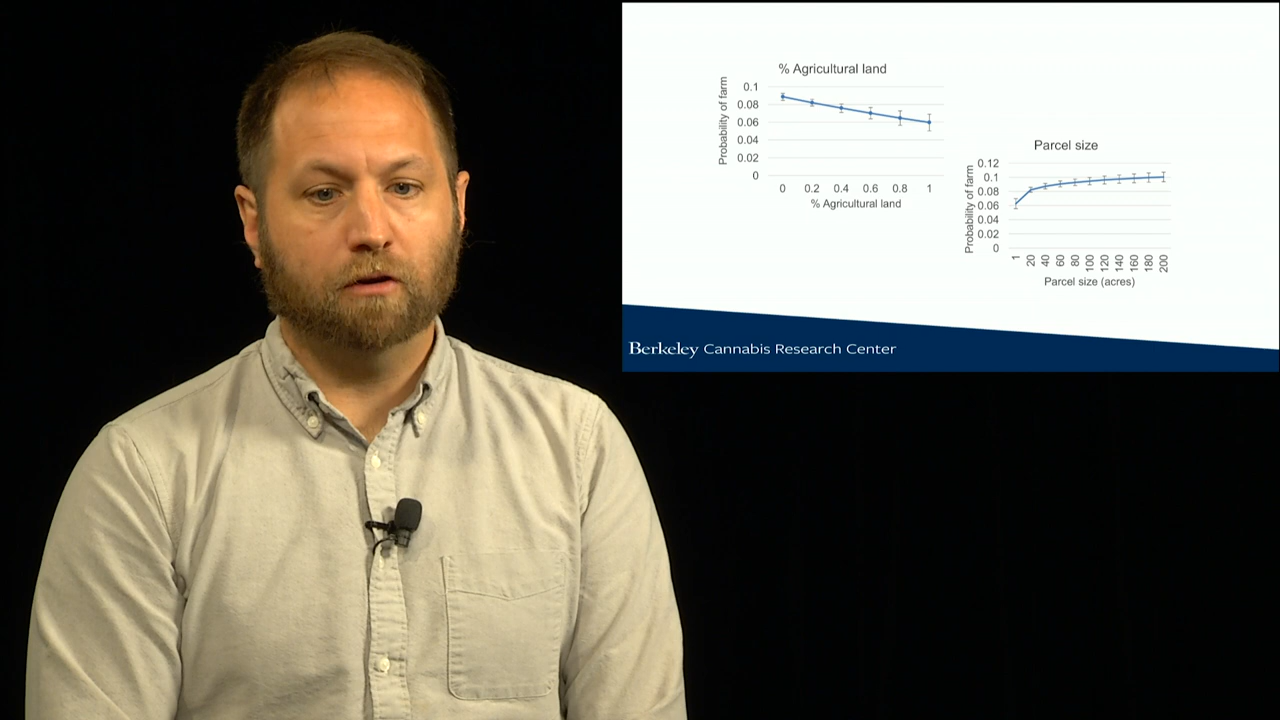 % Agricultural land
Probability of farm
0.1
0.08
0.06
0.04
0.02
0
0 0.2 0.4 0.6 0.8 1
% Agricultural land
Parcel size
Probability of farm
0.12
0.1
0.08
0.06
0.04
0.02
0
1 20 40 60 80 100 120 140 160 180 200
Parcel size (acres)
Berkeley Cannabis Research Center